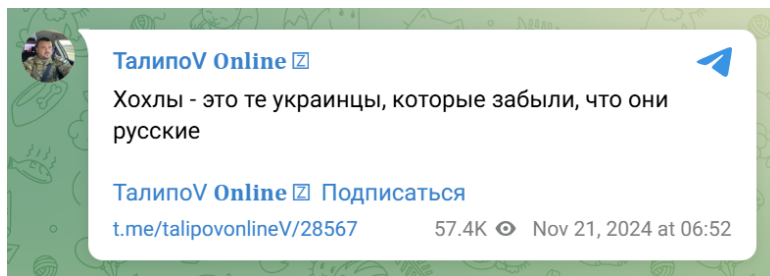 ТалипоV Online 🅉
Хохлы - это те украинцы, которые забыли, что они
русские
ТалипоV Online 🅉 Подписаться
t.me/talipovonlineV/28567 57.4K Nov 21, 2024 at 06:52